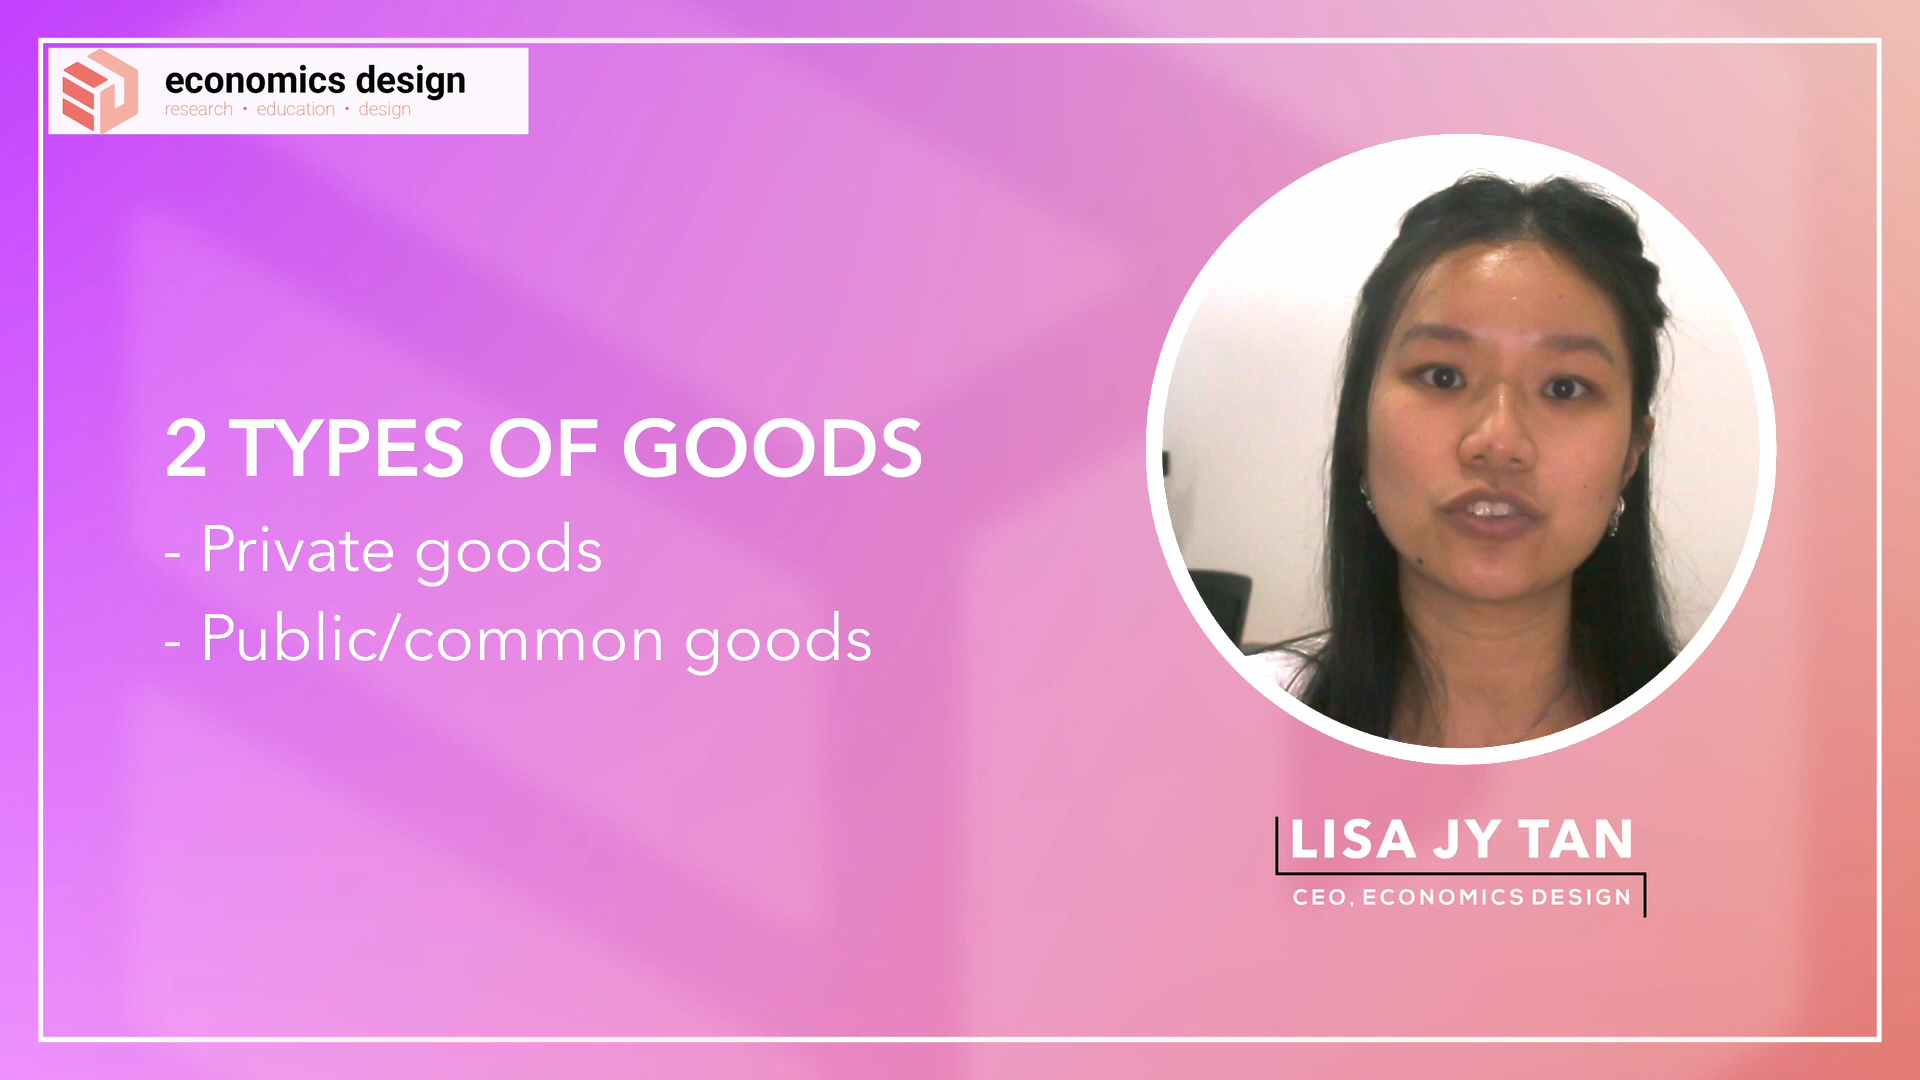 economics design
research • education • design
2 TYPES OF GOODS
- Private goods
- Public/common goods
LISA JY TAN
CEO, ECONOMICS DESIGN